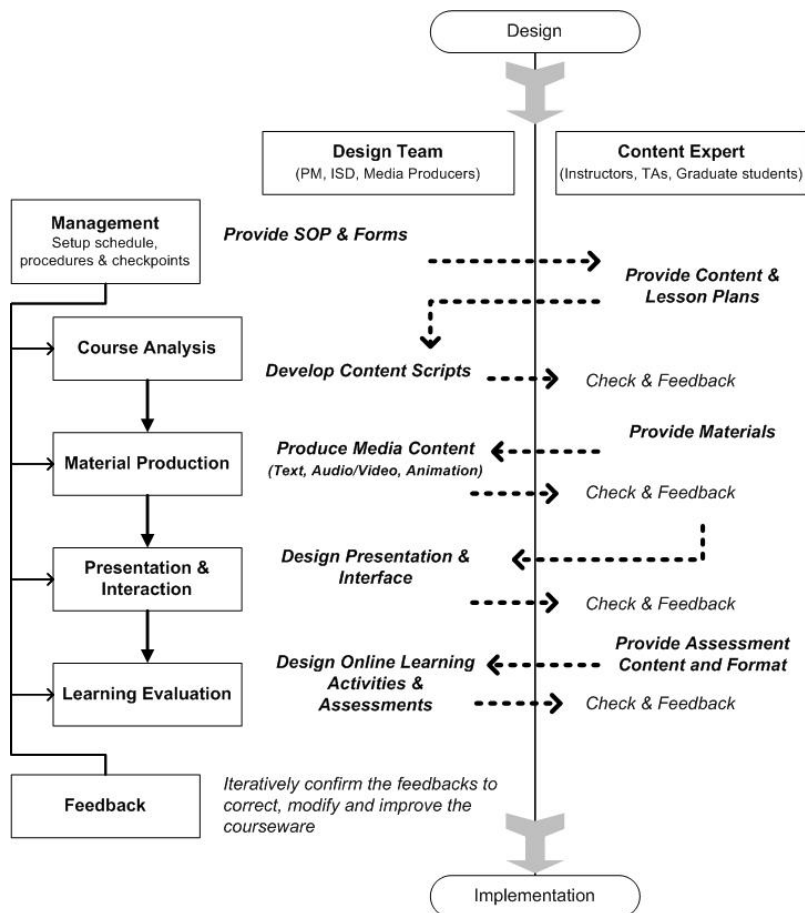 Design
Design Team
(PM, ISD, Media Producers)
Content Expert
(Instructors, TAs, Graduate students)
Management
Setup schedule,
procedures & checkpoints
Provide SOP & Forms
Provide Content &
Lesson Plans
Course Analysis
Develop Content Scripts
Check & Feedback
Provide Materials
Material Production
Produce Media Content
(Text, Audio/Video, Animation)
Check & Feedback
Presentation &
Interaction
Design Presentation &
Interface
Check & Feedback
Provide Assessment
Content and Format
Learning Evaluation
Design Online Learning
Activities &
Assessments
Check & Feedback
Feedback
Iteratively confirm the feedbacks to
correct, modify and improve the
courseware
Implementation